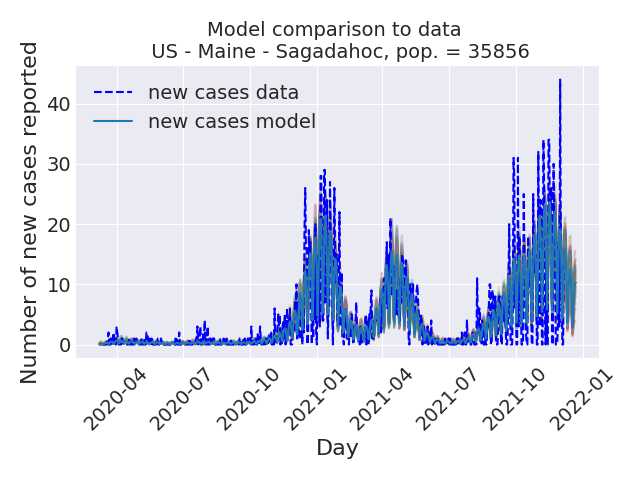 Model comparison to data
US - Maine - Sagadahoc, pop. = 35856
new cases data
new cases model
Number of new cases reported
40
30
20
10
0
2020-04
2020-07
2020-10
2021-01
2021-04
2021-07
2021-10
2022-01
Day